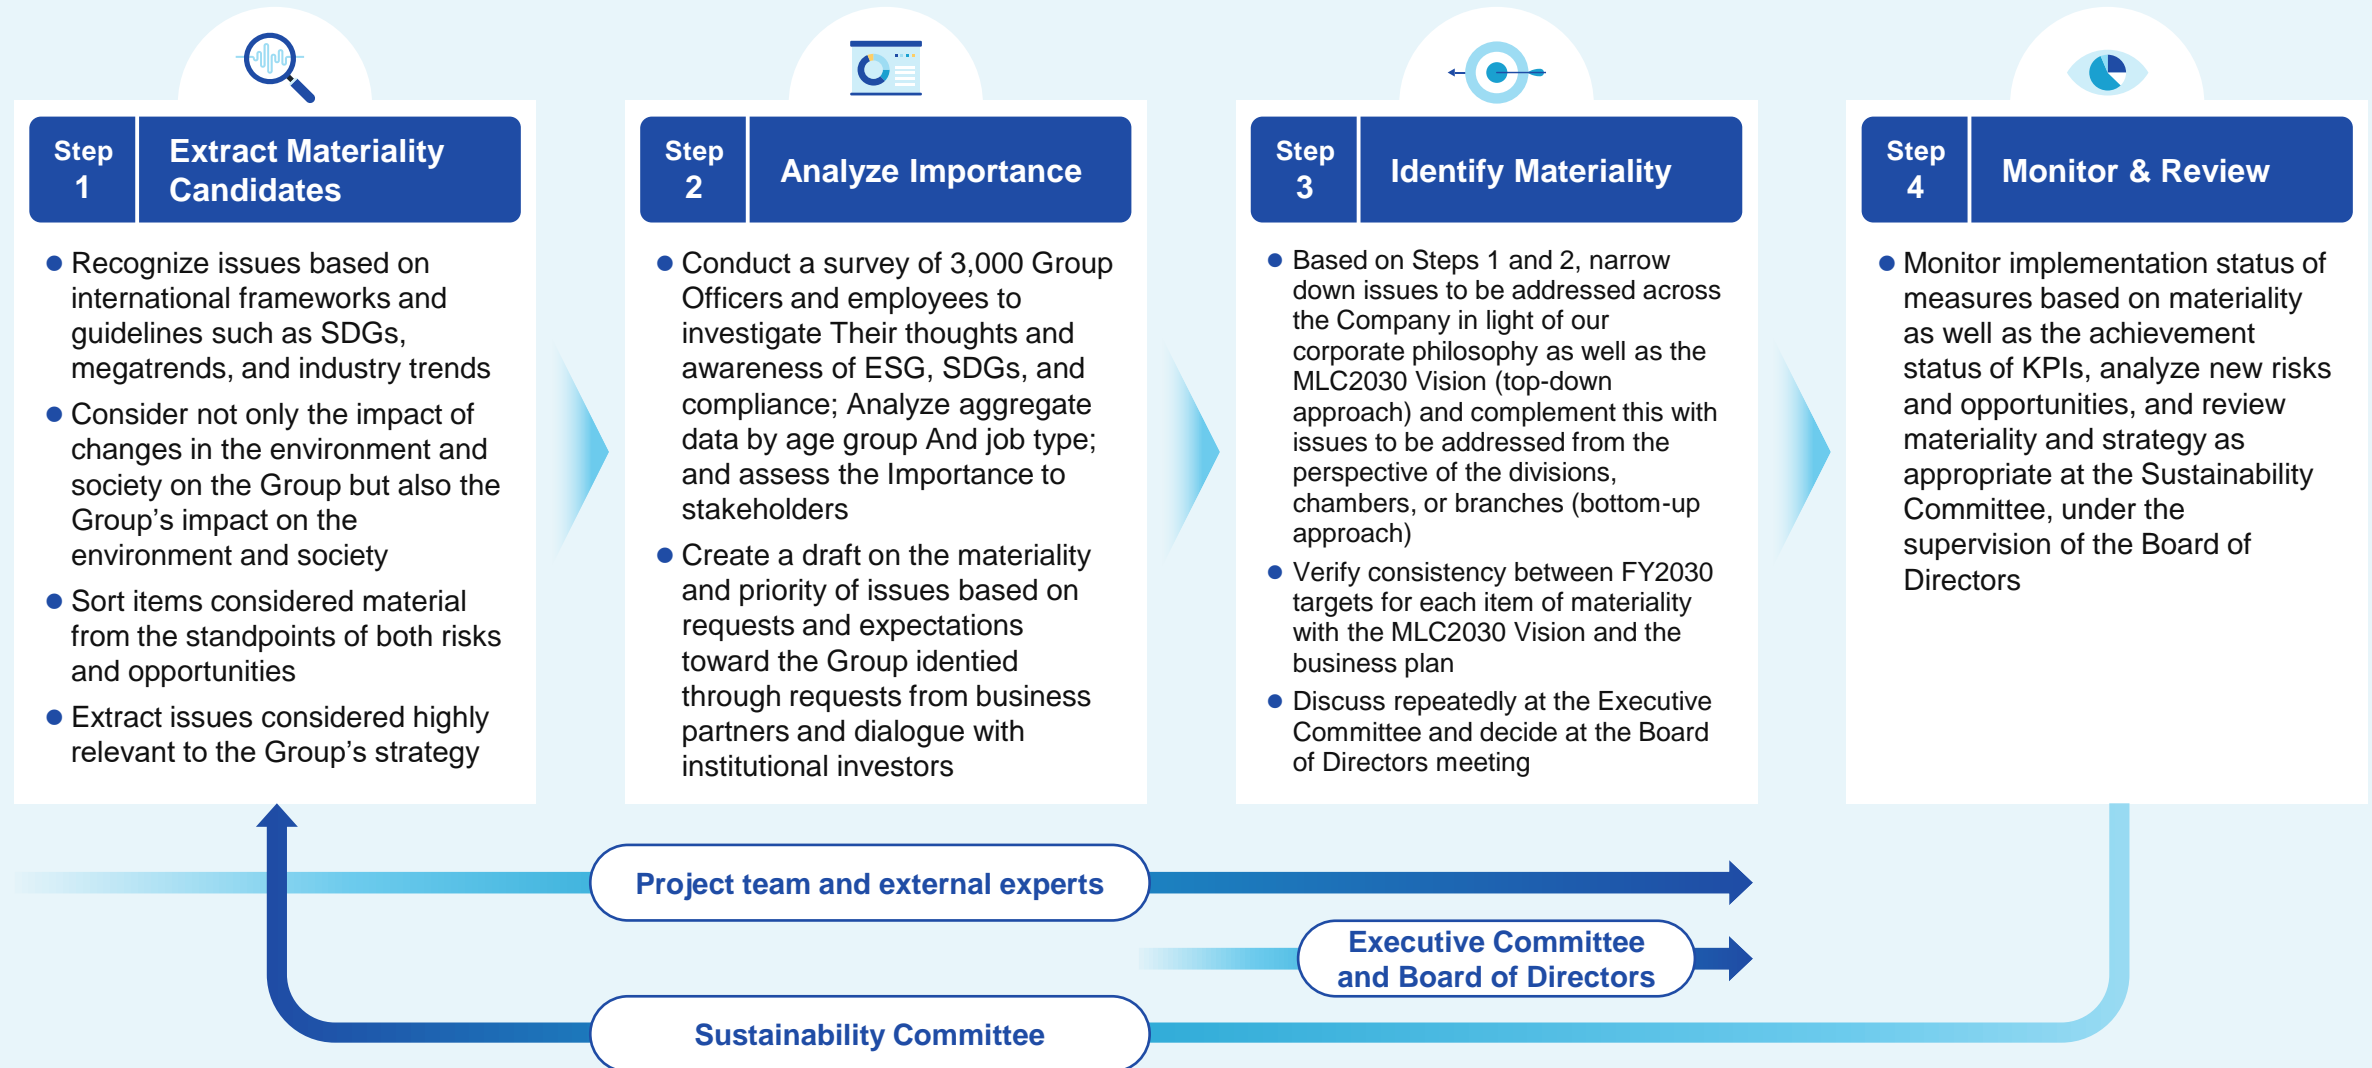 Step
1
Extract Materiality
Candidates
● Recognize issues based on
international frameworks and
guidelines such as SDGs,
megatrends, and industry trends
● Consider not only the impact of
changes in the environment and
society on the Group but also the
Group's impact on the
environment and society
● Sort items considered material
from the standpoints of both risks
and opportunities
● Extract issues considered highly
relevant to the Group's strategy
Step
2
Analyze Importance
● Conduct a survey of 3,000 Group
Officers and employees to
investigate Their thoughts and
awareness of ESG, SDGs, and
compliance; Analyze aggregate
data by age group And job type;
and assess the Importance to
stakeholders
● Create a draft on the materiality
and priority of issues based on
requests and expectations
toward the Group identied
through requests from business
partners and dialogue with
institutional investors
Step
3
Identify Materiality
● Based on Steps 1 and 2, narrow
down issues to be addressed across
the Company in light of our
corporate philosophy as well as the
MLC2030 Vision (top-down
approach) and complement this with
issues to be addressed from the
perspective of the divisions,
chambers, or branches (bottom-up
approach)
● Verify consistency between FY2030
targets for each item of materiality
with the MLC2030 Vision and the
business plan
● Discuss repeatedly at the Executive
Committee and decide at the Board
of Directors meeting
Step
4
Monitor & Review
● Monitor implementation status of
measures based on materiality
as well as the achievement
status of KPIs, analyze new risks
and opportunities, and review
materiality and strategy as
appropriate at the Sustainability
Committee, under the
supervision of the Board of
Directors
Project team and external experts
Executive Committee
and Board of Directors
Sustainability Committee